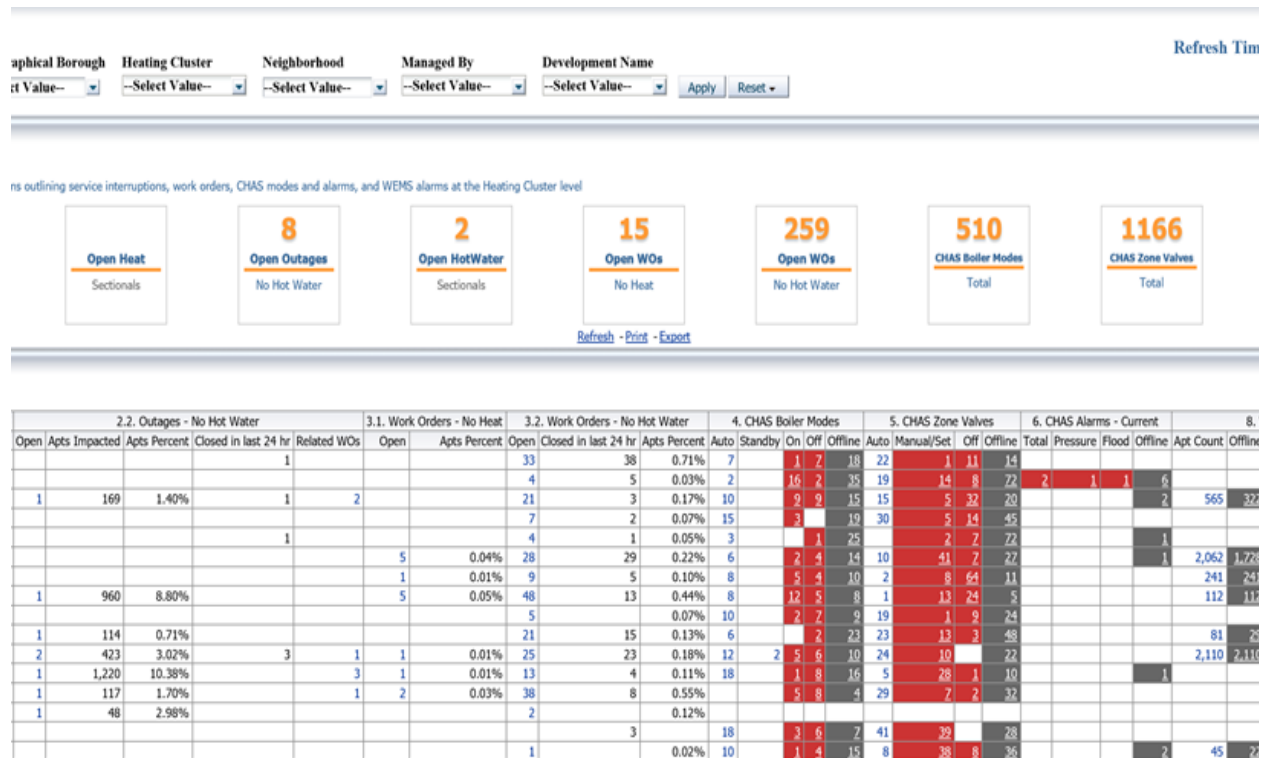 Refresh Tim
aphical Borough Heating Cluster Neighborhood Managed By Development Name
ct Value-- --Select Value-- --Select Value-- --Select Value-- --Select Value-- Apply Reset
ns outlining service interruptions, work orders, CHAS modes and alarms, and WEMS alarms at the Heating Cluster level
8 2 15 259 510 1166
Open Heat Open Outages Open HotWater Open WOs Open WOs CHAS Boiler Modes CHAS Zone Valves
Sectionals No Hot Water Sectionals No Heat No Hot Water Total Total
Refresh - Print - Export
2.2. Outages - No Hot Water 3.1. Work Orders - No Heat 3.2. Work Orders - No Hot Water 4. CHAS Boiler Modes 5. CHAS Zone Valves 6. CHAS Alarms - Current 8.
Open Apts Impacted Apts Percent Closed in last 24 hr Related WOs Open Apts Percent Open Closed in last 24 hr Apts Percent Auto Standby On Off Offline Auto Manual/Set Off Offline Total Pressure Flood Offline Apt Count Offline
1 33 38 0.71% 7 1 7 18 22 1 11 14
4 5 0.03% 2 16 2 35 19 14 8 72 2 1 1 6
1 169 1.40% 1 2 21 3 0.17% 10 9 9 15 15 5 32 20 2 565 327
7 2 0.07% 15 3 19 30 5 14 45
1 4 1 0.05% 3 1 25 2 7 72 1
5 0.04% 28 29 0.22% 6 2 4 14 10 41 7 27 1 2,062 1,728
1 0.01% 9 5 0.10% 8 5 4 10 2 8 64 11 241 241
1 960 8.80% 5 0.05% 48 13 0.44% 8 12 5 8 1 13 24 5 112 112
5 0.07% 10 2 7 9 19 1 9 24
1 114 0.71% 21 15 0.13% 6 2 23 23 13 3 48 81 29
2 423 3.02% 3 1 1 0.01% 25 23 0.18% 12 2 5 6 10 24 10 22 2,110 2,110
1 1,220 10.38% 3 1 0.01% 13 4 0.11% 18 1 8 16 5 28 1 10 1
1 117 1.70% 1 2 0.03% 38 8 0.55% 5 8 4 29 7 2 32
1 48 2.98% 2 0.12%
3 18 3 6 7 41 39 28
1 0.02% 10 1 4 15 8 38 8 36 2 45 27